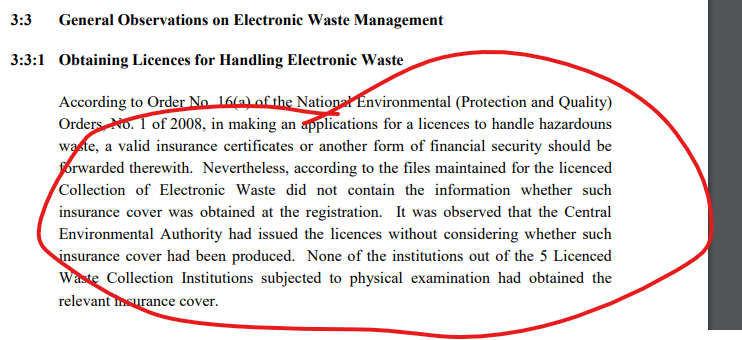 3:3 General Observations on Electronic Waste Management
3:3:1 Obtaining Licences for Handling Electronic Waste
According to Order No. 16(a) of the National Environmental (Protection and Quality)
Orders, No. 1 of 2008, in making an applications for a licences to handle hazardouns
waste, a valid insurance certificates or another form of financial security should be
forwarded therewith. Nevertheless, according to the files maintained for the licenced
Collection of Electronic Waste did not contain the information whether such
insurance cover was obtained at the registration. It was observed that the Central
Environmental Authority had issued the licences without considering whether such
insurance cover had been produced. None of the institutions out of the 5 Licenced
Waste Collection Institutions subjected to physical examination had obtained the
relevant insurance cover.